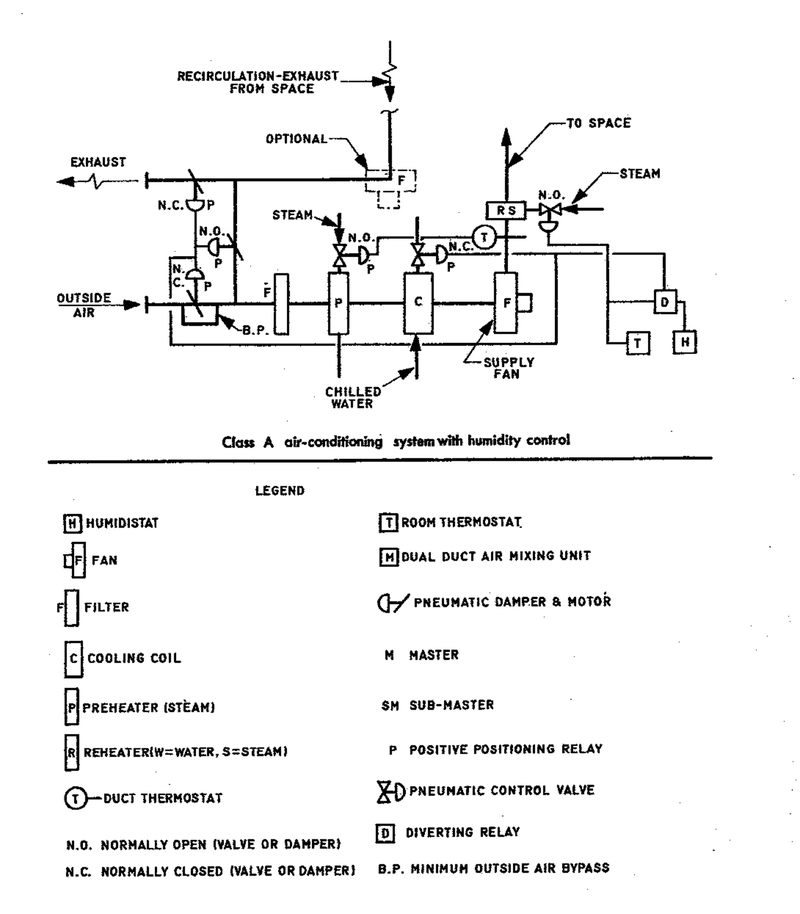 RECIRCULATION-EXHAUST
FROM SPACE
OPTIONAL
TO SPACE
EXHAUST
F
N.O.
STEAM
N.C.
P
STEAM
RS
N.O.
N.O.
T
N.C.
P
P
P
N.
C.
P
F
OUTSIDE
AIR
P
C
F
D
B.P.
T
H
SUPPLY
FAN
CHILLED
WATER
Class A air-conditioning system with humidity control
LEGEND
H HUMIDISTAT
T ROOM THERMOSTAT
F FAN
M DUAL DUCT AIR MIXING UNIT
F FILTER
PNEUMATIC DAMPER & MOTOR
C COOLING COIL
M MASTER
P PREHEATER (STEAM)
SM SUB-MASTER
R REHEATER(W=WATER, S=STEAM)
P POSITIVE POSITIONING RELAY
T DUCT THERMOSTAT
PNEUMATIC CONTROL VALVE
N.O. NORMALLY OPEN (VALVE OR DAMPER)
D DIVERTING RELAY
N.C. NORMALLY CLOSED (VALVE OR DAMPER)
B.P. MINIMUM OUTSIDE AIR BYPASS